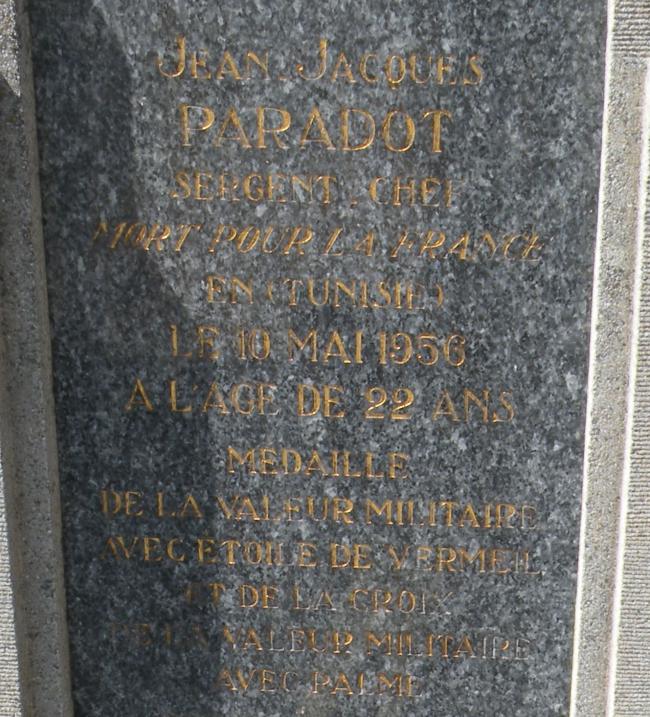 JEAN-JACQUES
PARADOT
SERGENT-CHEF
MORT POUR LA FRANCE
EN (TUNISIE)
LE 10 MAI 1956
A L'AGE DE 22 ANS
MEDAILLE
DE LA VALEUR MILITAIRE
AVEC ÉTOILE DE VERMEIL
ET DE LA CROIX
DE LA VALEUR MILITAIRE
AVEC PALME